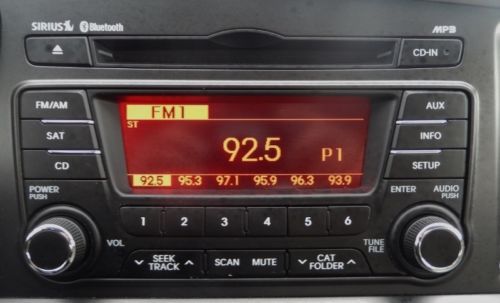 SIRIUS Bluetooth MP3
CD-IN
FM/AM FM1 AUX
ST
SAT 92.5 P1 INFO
CD SETUP
92.5 95.3 97.1 95.9 96.3 93.9
POWER ENTER AUDIO
PUSH PUSH
1 2 3 4 5 6
VOL SEEK SCAN MUTE CAT TUNE
TRACK FOLDER FILE